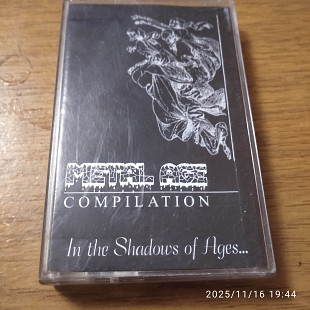 METAL AGE
COMPILATION
In the Shadows of Ages...
2025/11/16 19:44